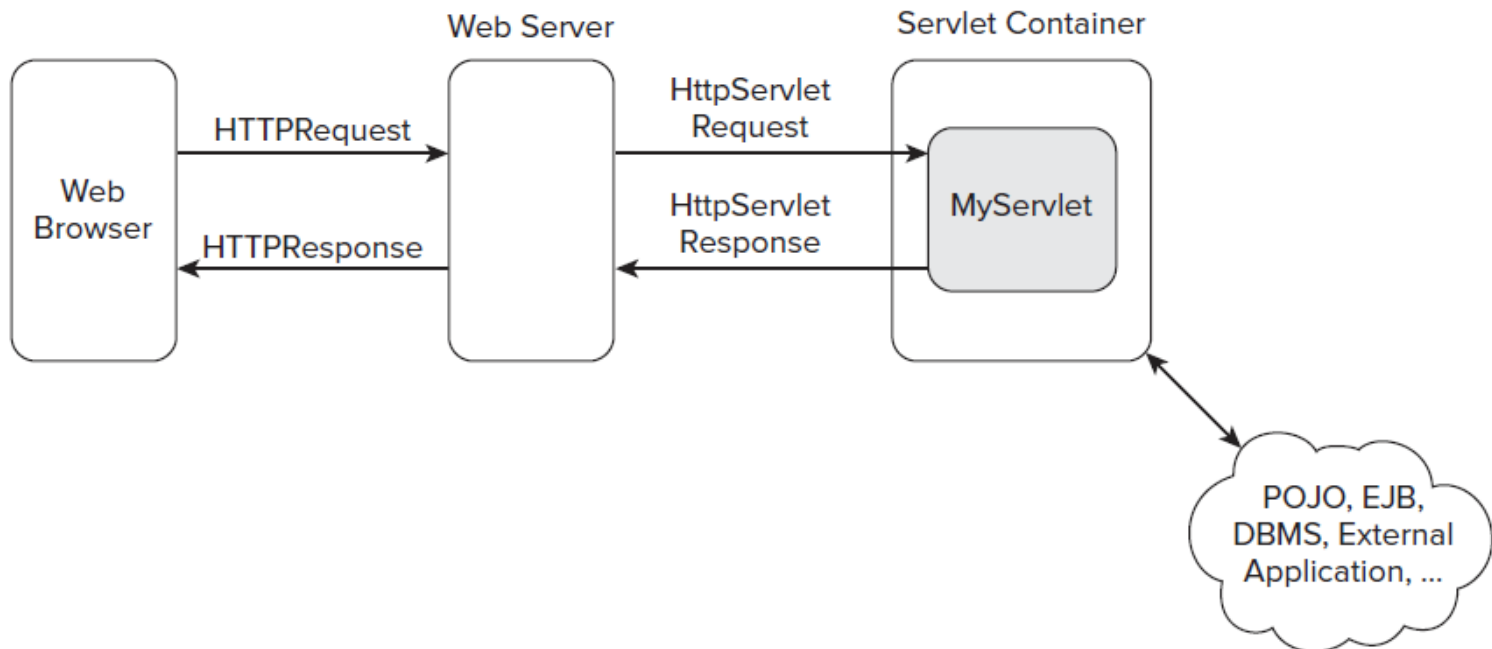 Web Server
Servlet Container
HTTPRequest
HttpServlet
Request
Web
Browser
HTTPResponse
HttpServlet
Response
MyServlet
POJO, EJB,
DBMS, External
Application, ...